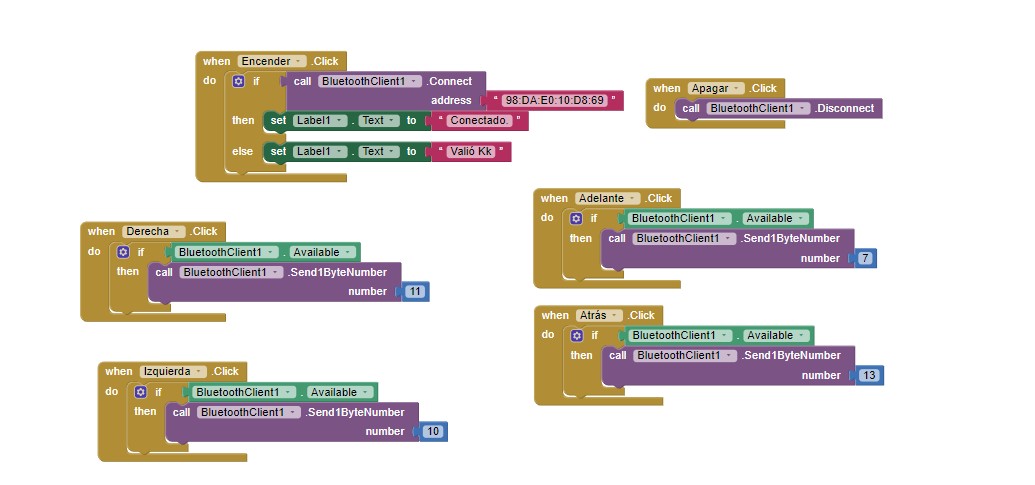 when Encender .Click
do if call BluetoothClient1 .Connect
address " 98:DA:E0:10:D8:69 "
then set Label1 . Text to " Conectado. "
else set Label1 . Text to " Valió Kk "
when Apagar .Click
do call BluetoothClient1 .Disconnect
when Derecha .Click
do if BluetoothClient1 . Available
then call BluetoothClient1 .Send1ByteNumber
number 11
when Adelante .Click
do if BluetoothClient1 . Available
then call BluetoothClient1 .Send1ByteNumber
number 7
when Atrás .Click
do if BluetoothClient1 . Available
then call BluetoothClient1 .Send1ByteNumber
number 13
when Izquierda .Click
do if BluetoothClient1 . Available
then call BluetoothClient1 .Send1ByteNumber
number 10